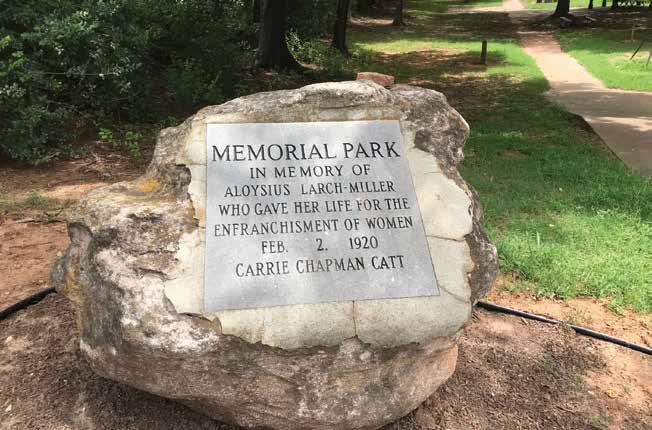 MEMORIAL PARK
IN MEMORY OF
ALOYSIUS LARCH-MILLER
WHO GAVE HER LIFE FOR THE
ENFRANCHISMENT OF WOMEN
FEB. 2. 1920
CARRIE CHAPMAN CATT